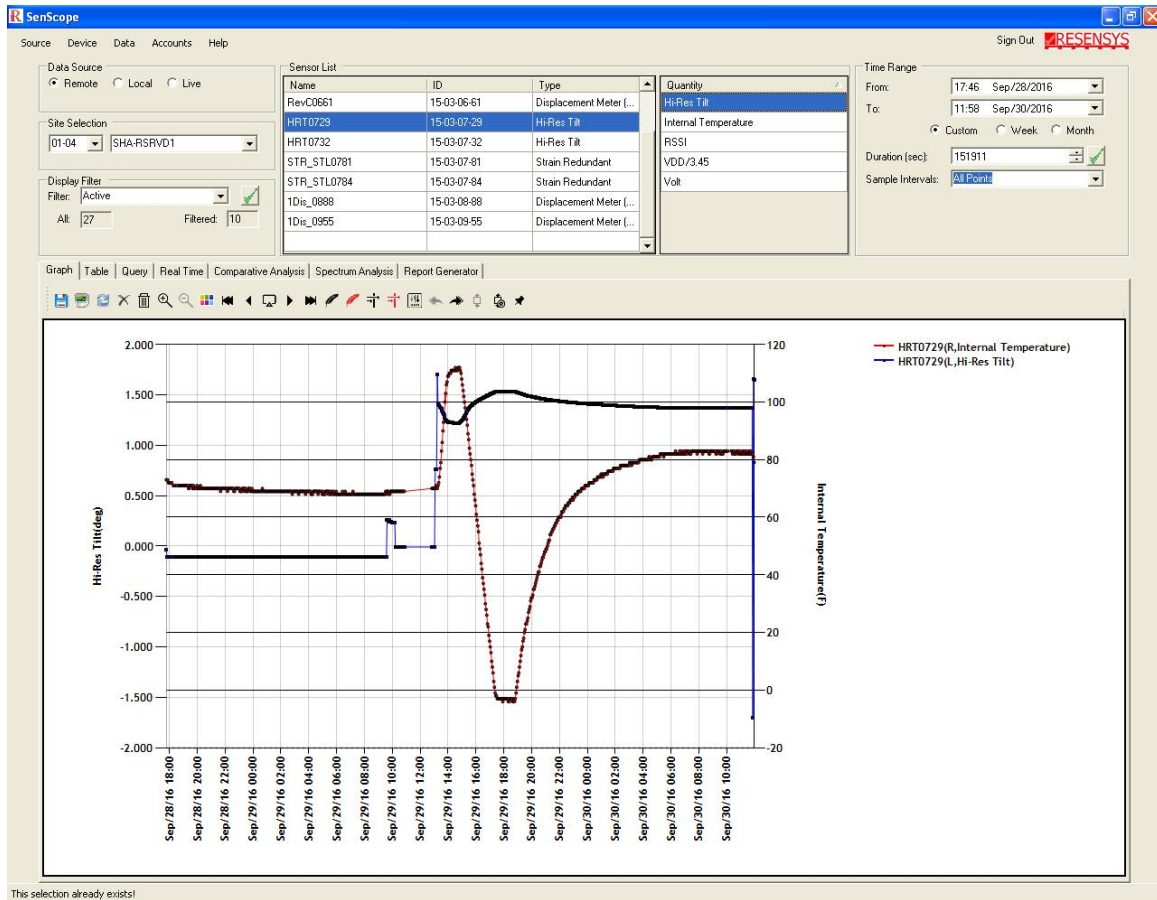 SenScope
Source Device Data Accounts Help
Sign Out RESENSYS
Data Source
Remote Local Live
Site Selection
01-04 SHA-RSRVD1
Display Filter
Filter: Active
All: 27 Filtered: 10
Sensor List
Name ID Type
RevC0661 15-03-06-61 Displacement Meter (...
HRT0729 15-03-07-29 Hi-Res Tilt
HRT0732 15-03-07-32 Hi-Res Tilt
STR_STL0781 15-03-07-81 Strain Redundant
STR_STL0784 15-03-07-84 Strain Redundant
1Dis_0888 15-03-08-88 Displacement Meter (...
1Dis_0955 15-03-09-55 Displacement Meter (...
Quantity
Hi-Res Tilt
Internal Temperature
RSSI
VDD/3.45
Volt
Time Range
From: 17:46 Sep/28/2016
To: 11:58 Sep/30/2016
Custom Week Month
Duration (sec): 151911
Sample Intervals: All Points
Graph Table Query Real Time Comparative Analysis Spectrum Analysis Report Generator
HRT0729(R,Internal Temperature)
HRT0729(L,Hi-Res Tilt)
Hi-Res Tilt(deg)
2.000
1.500
1.000
0.500
0.000
-0.500
-1.000
-1.500
-2.000
120
100
80
60
40
20
0
-20
Internal Temperature(F)
Sep/28/16 18:00
Sep/28/16 20:00
Sep/28/16 22:00
Sep/29/16 00:00
Sep/29/16 02:00
Sep/29/16 04:00
Sep/29/16 06:00
Sep/29/16 08:00
Sep/29/16 10:00
Sep/29/16 12:00
Sep/29/16 14:00
Sep/29/16 16:00
Sep/29/16 18:00
Sep/29/16 20:00
Sep/29/16 22:00
Sep/30/16 00:00
Sep/30/16 02:00
Sep/30/16 04:00
Sep/30/16 06:00
Sep/30/16 08:00
Sep/30/16 10:00
This selection already exists!